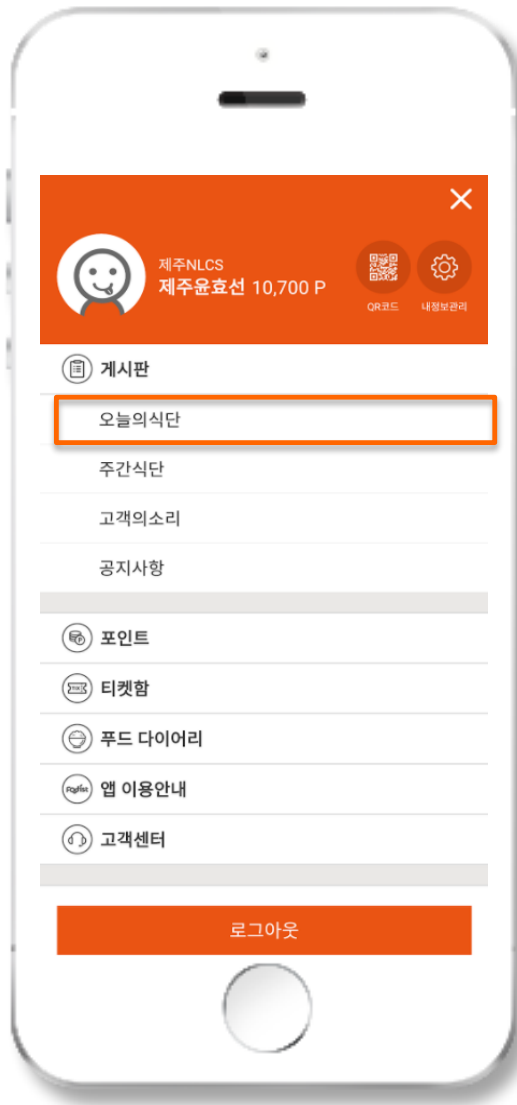 제주NLCS
제주윤효선 10,700 P
QR코드
내정보관리
게시판
오늘의식단
주간식단
고객의소리
공지사항
포인트
티켓함
푸드 다이어리
앱 이용안내
고객센터
로그아웃